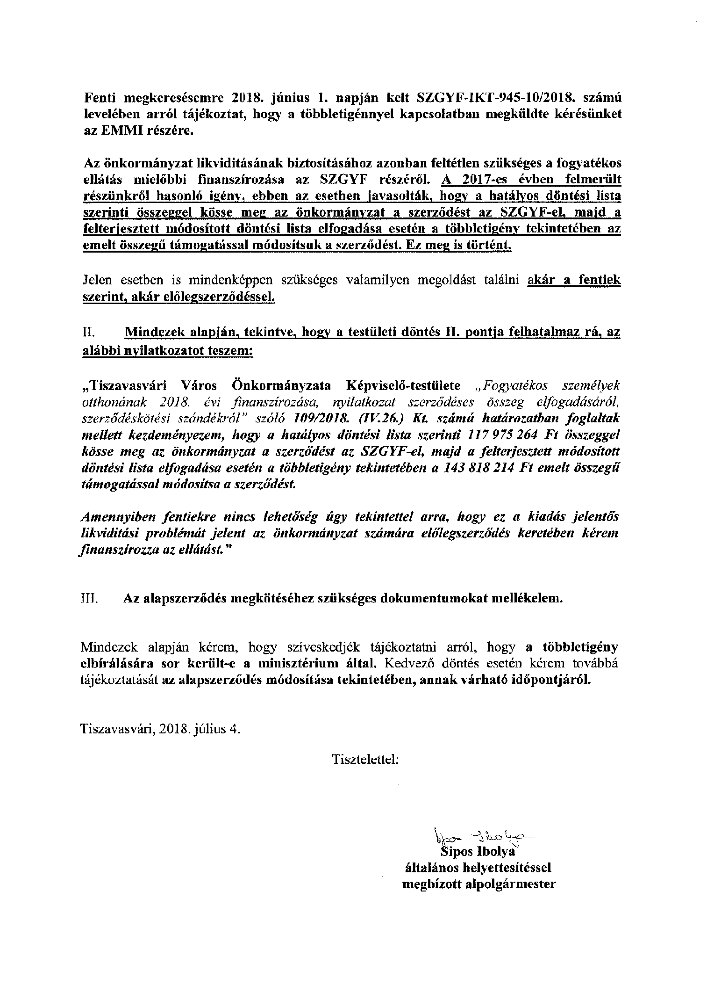 Fenti megkeresésemre 2018. június 1. napján kelt SZGYF-IKT-945-10/2018. számú
levelében arról tájékoztat, hogy a többletigénnyel kapcsolatban megküldte kérésünket
az EMMI részére.
Az önkormányzat likviditásának biztosításához azonban feltétlen szükséges a fogyatékos
ellátás mielőbbi finanszírozása az SZGYF részéről. A 2017-es évben felmerült
részünkről hasonló igény, ebben az esetben javasolták, hogy a hatályos döntési lista
szerinti összeggel kösse meg az önkormányzat a szerződést az SZGYF-el, majd a
felterjesztett módosított döntési lista elfogadása esetén a többletigény tekintetében az
emelt összegű támogatással módosítsuk a szerződést. Ez meg is történt.
Jelen esetben is mindenképpen szükséges valamilyen megoldást találni akár a fentiek
szerint, akár előlegszerződéssel.
II. Mindezek alapján, tekintve, hogy a testületi döntés II. pontja felhatalmaz rá, az
alábbi nyilatkozatot teszem:
„Tiszavasvári Város Önkormányzata Képviselő-testülete „Fogyatékos személyek
otthonának 2018. évi finanszírozása, nyilatkozat szerződéses összeg elfogadásáról,
szerződéskötési szándékról” szóló 109/2018. (IV.26.) Kt. számú határozatban foglaltak
mellett kezdeményezem, hogy a hatályos döntési lista szerinti 117 975 264 Ft összeggel
kösse meg az önkormányzat a szerződést az SZGYF-el, majd a felterjesztett módosított
döntési lista elfogadása esetén a többletigény tekintetében a 143 818 214 Ft emelt összegű
támogatással módosítsa a szerződést.
Amennyiben fentiekre nincs lehetőség úgy tekintettel arra, hogy ez a kiadás jelentős
likviditási problémát jelent az önkormányzat számára előlegszerződés keretében kérem
finanszírozza az ellátást.”
III. Az alapszerződés megkötéséhez szükséges dokumentumokat mellékelem.
Mindezek alapján kérem, hogy szíveskedjék tájékoztatni arról, hogy a többletigény
elbírálására sor került-e a minisztérium által. Kedvező döntés esetén kérem továbbá
tájékoztatását az alapszerződés módosítása tekintetében, annak várható időpontjáról.
Tiszavasvári, 2018. július 4.
Tisztelettel:
Sipos Ibolya
Sipos Ibolya
általános helyettesítéssel
megbízott alpolgármester